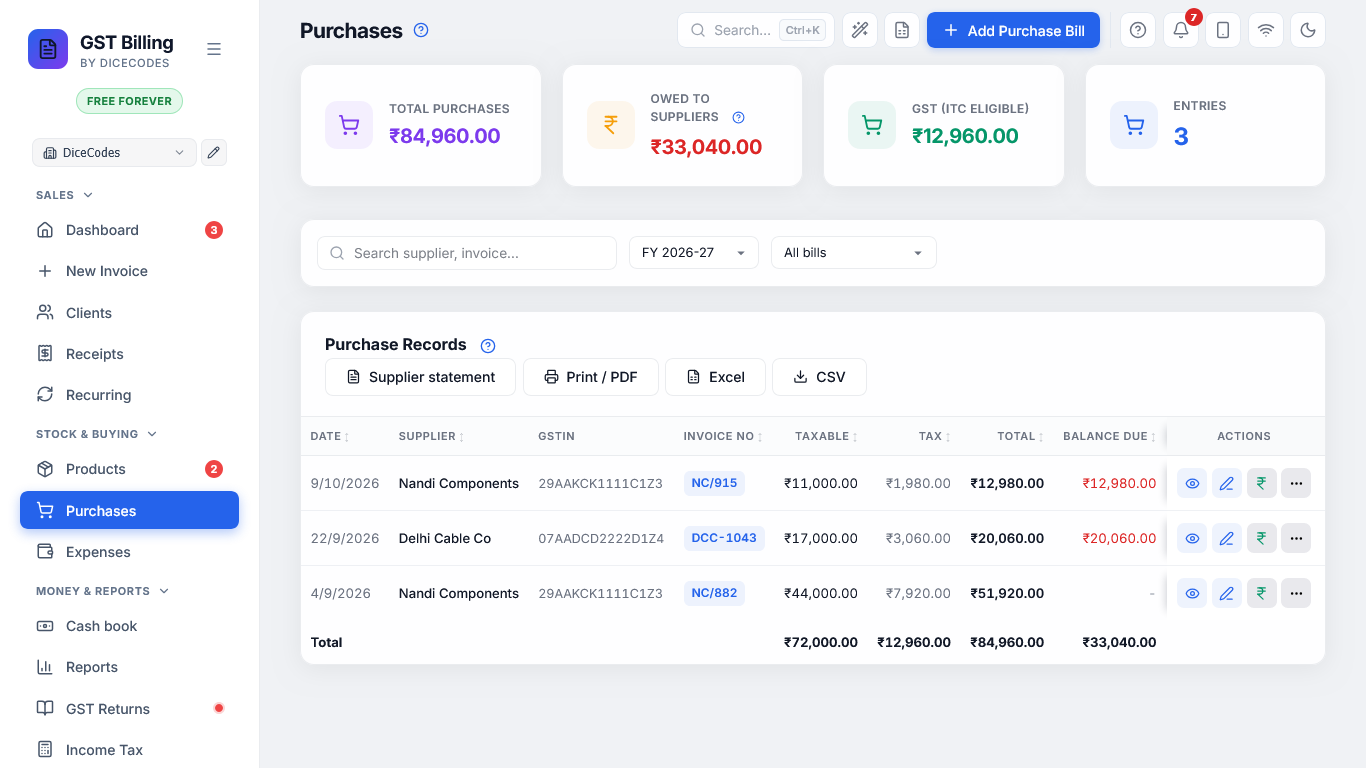 GST Billing
BY DICECODES
FREE FOREVER
DiceCodes
SALES
Dashboard 3
New Invoice
Clients
Receipts
Recurring
STOCK & BUYING
Products 2
Purchases
Expenses
MONEY & REPORTS
Cash book
Reports
GST Returns
Income Tax
Purchases
Search... Ctrl+K
Add Purchase Bill
7
TOTAL PURCHASES
₹84,960.00
OWED TO
SUPPLIERS
₹33,040.00
GST (ITC ELIGIBLE)
₹12,960.00
ENTRIES
3
Search supplier, invoice...
FY 2026-27
All bills
Purchase Records
Supplier statement
Print / PDF
Excel
CSV
DATE SUPPLIER GSTIN INVOICE NO TAXABLE TAX TOTAL BALANCE DUE ACTIONS
9/10/2026 Nandi Components 29AAKCK1111C1Z3 NC/915 ₹11,000.00 ₹1,980.00 ₹12,980.00 ₹12,980.00 ₹
22/9/2026 Delhi Cable Co 07AADCD2222D1Z4 DCC-1043 ₹17,000.00 ₹3,060.00 ₹20,060.00 ₹20,060.00 ₹
4/9/2026 Nandi Components 29AAKCK1111C1Z3 NC/882 ₹44,000.00 ₹7,920.00 ₹51,920.00 - ₹
Total ₹72,000.00 ₹12,960.00 ₹84,960.00 ₹33,040.00